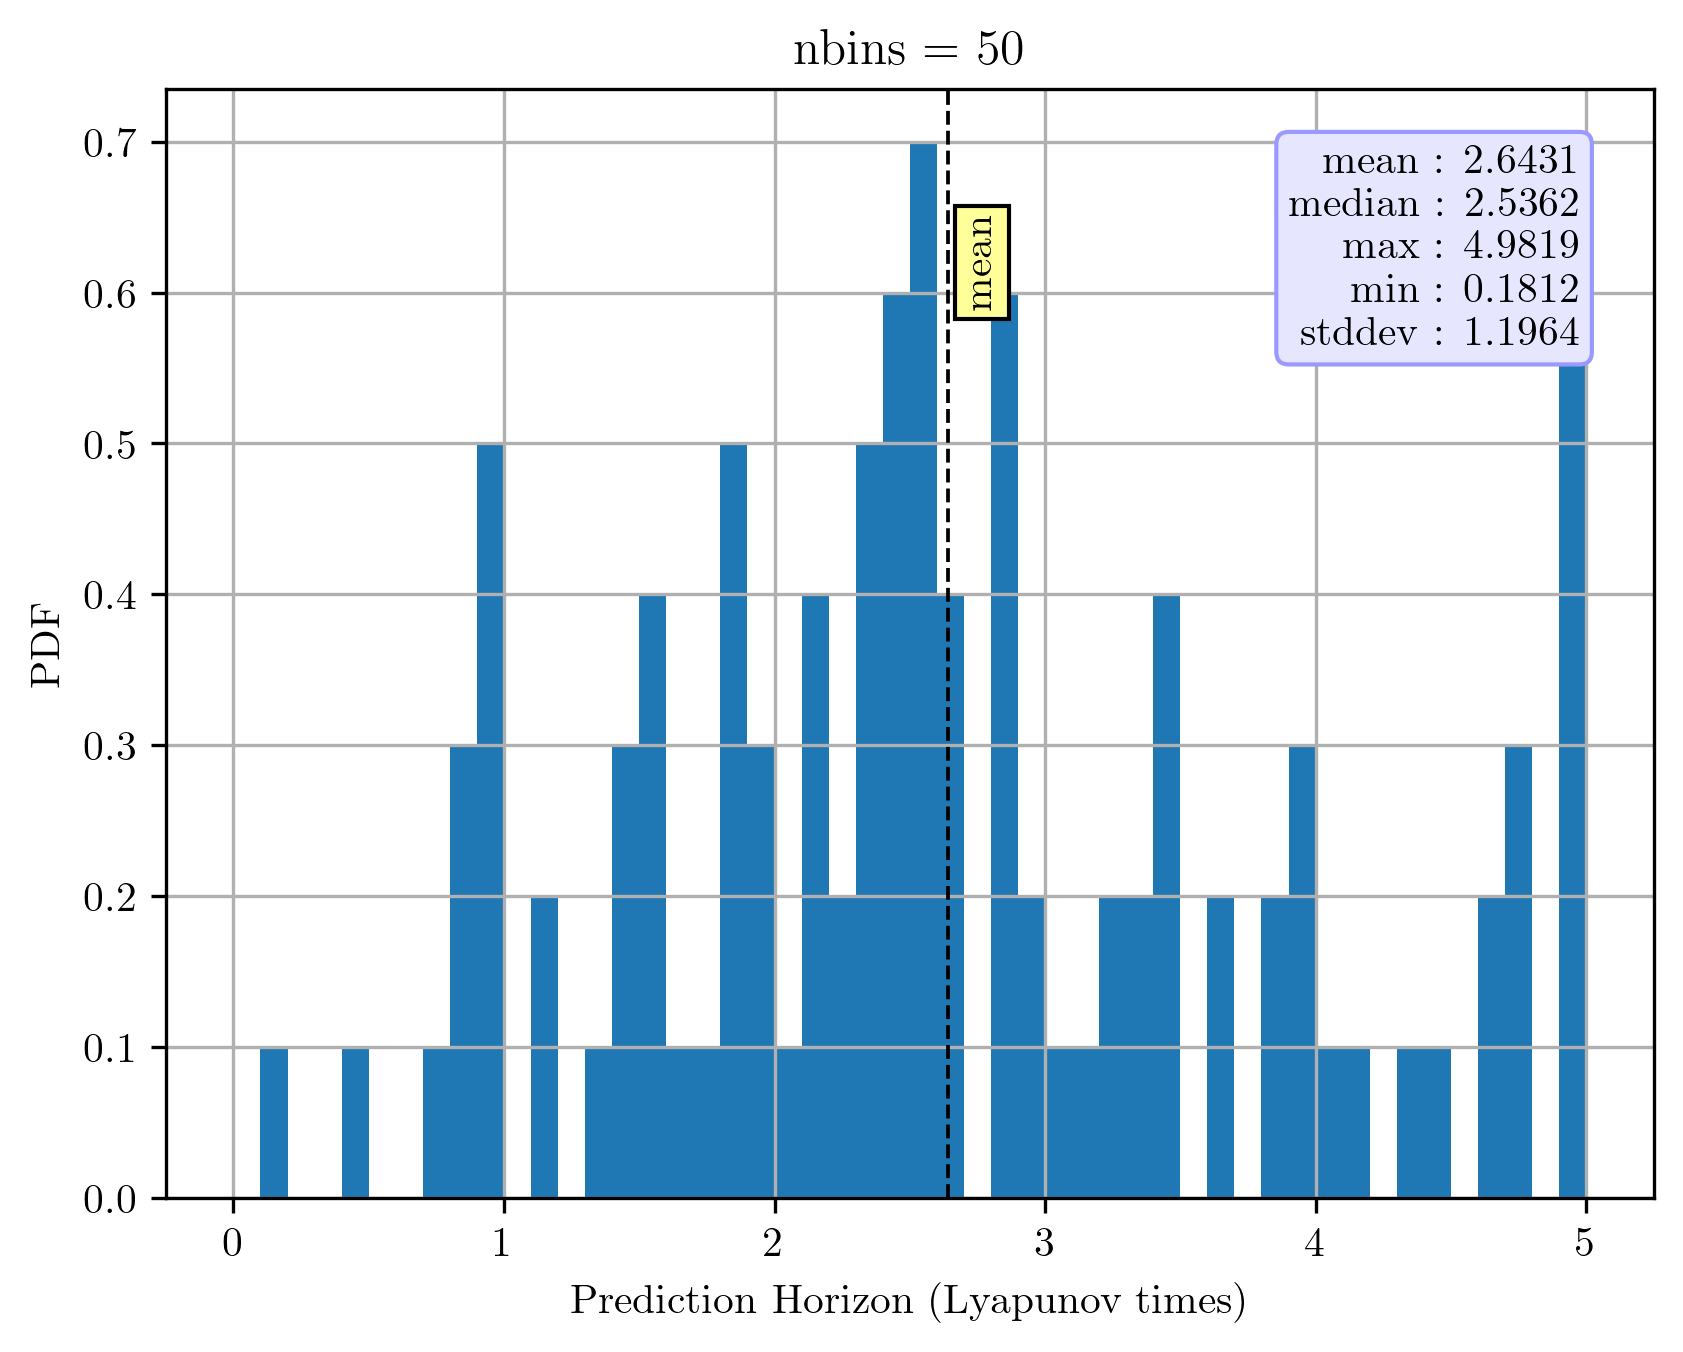 nbins = 50
0.7
0.6
0.5
0.4
0.3
0.2
0.1
0.0
PDF
mean
mean : 2.6431
median : 2.5362
max : 4.9819
min : 0.1812
stddev : 1.1964
0 1 2 3 4 5
Prediction Horizon (Lyapunov times)